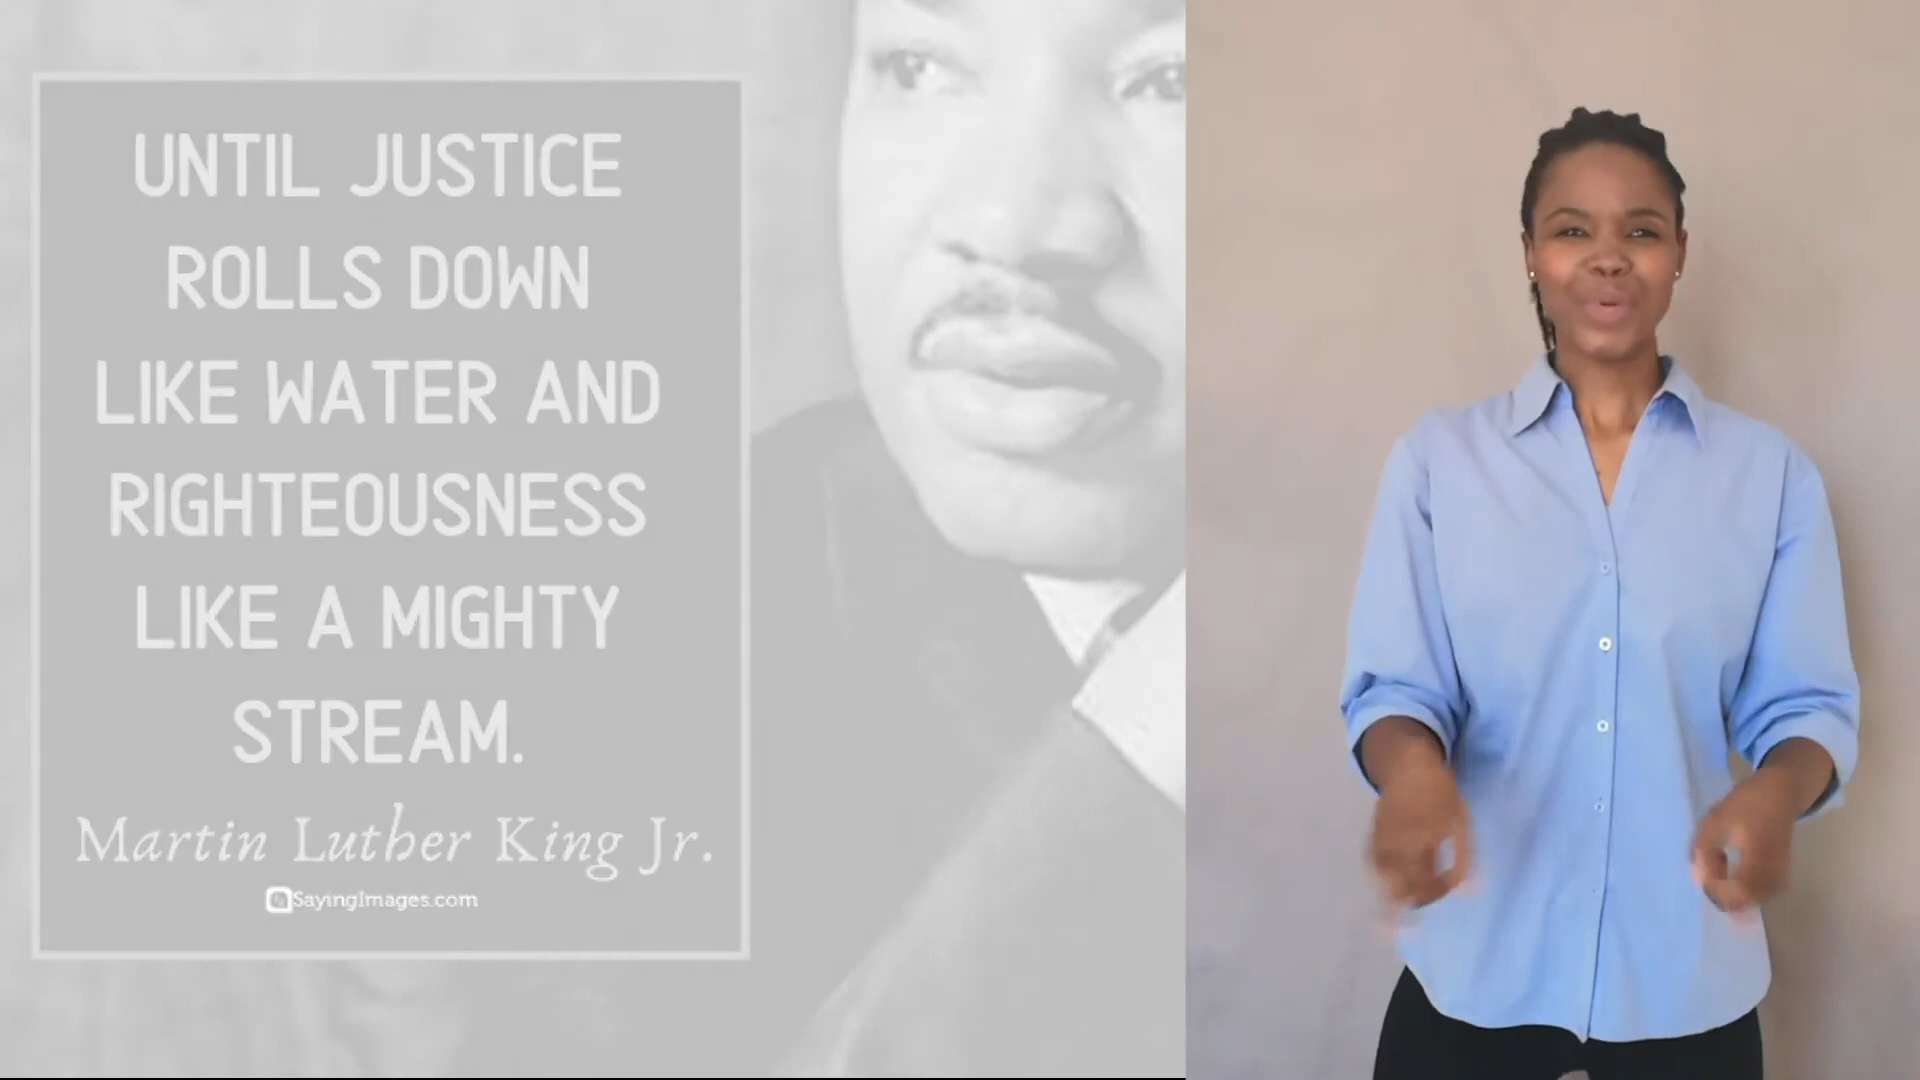 UNTIL JUSTICE
ROLLS DOWN
LIKE WATER AND
RIGHTEOUSNESS
LIKE A MIGHTY
STREAM.
Martin Luther King Jr.
SayingImages.com